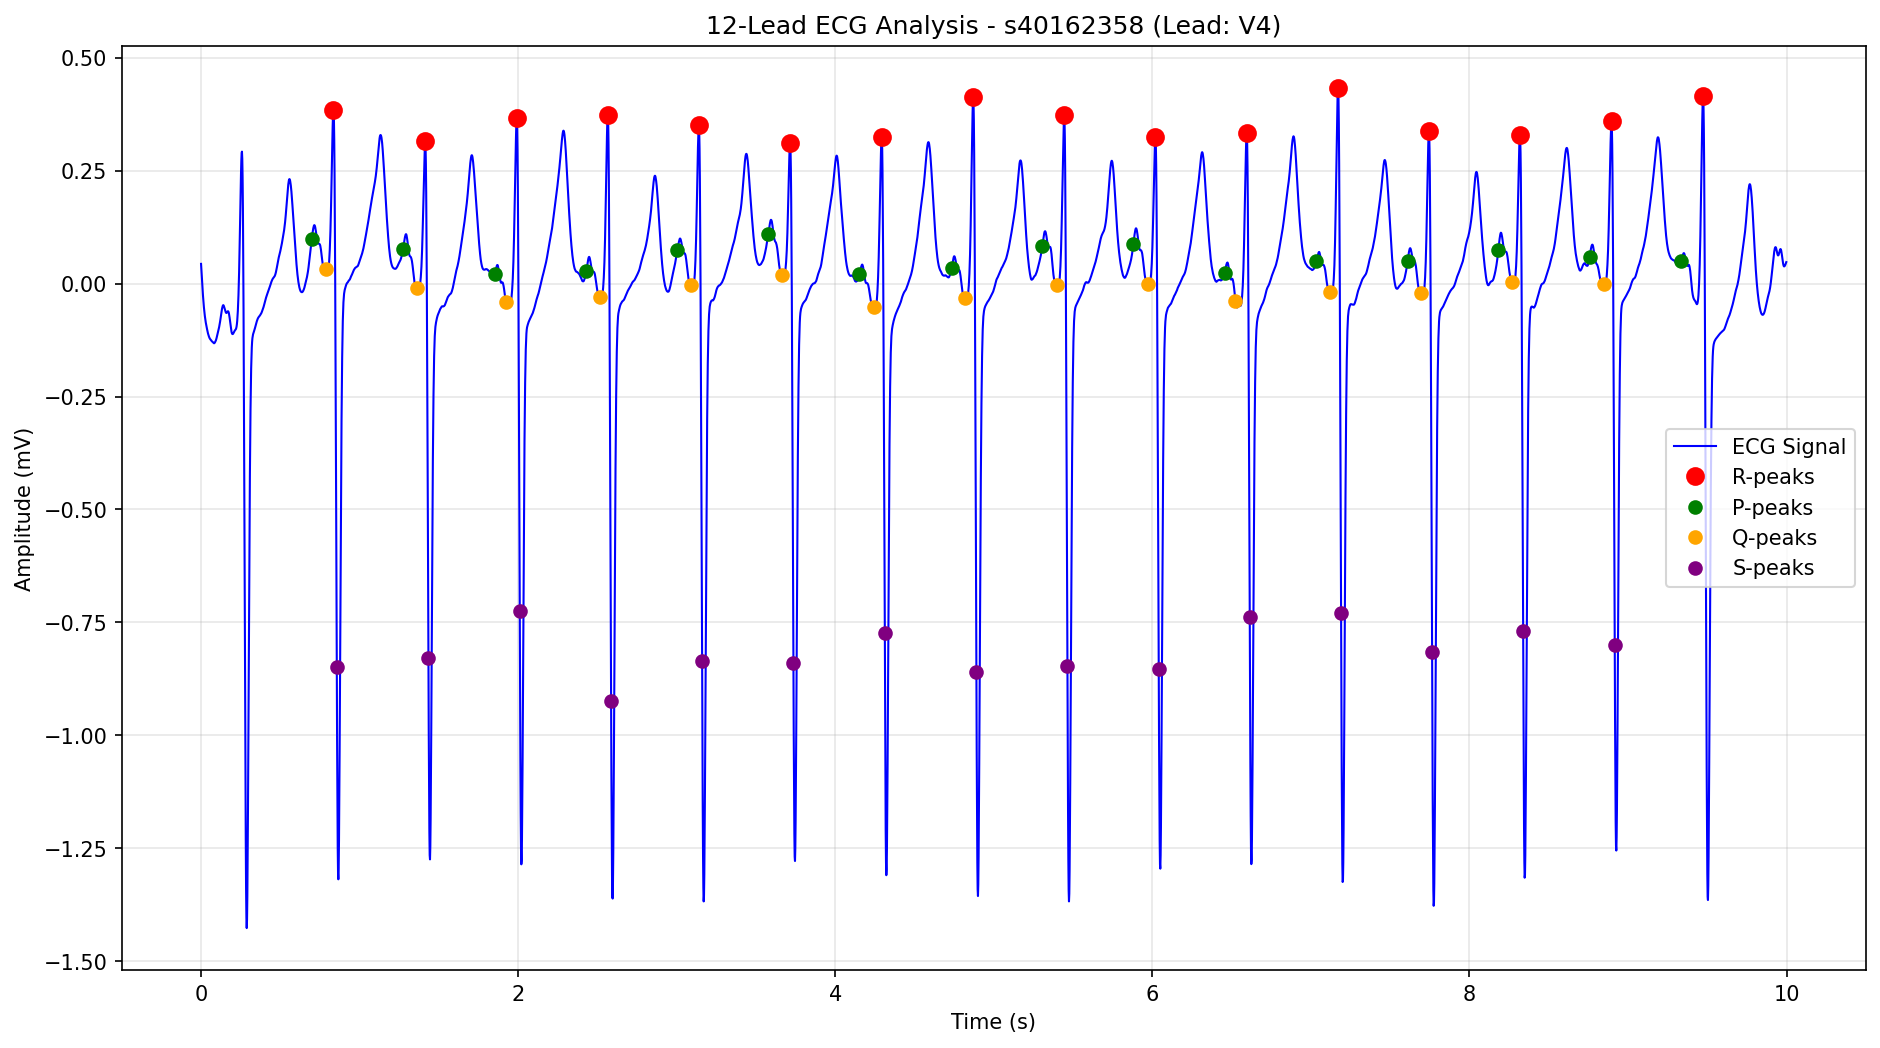 12-Lead ECG Analysis - s40162358 (Lead: V4)
0.50
0.25
0.00
−0.25
−0.50
−0.75
−1.00
−1.25
−1.50
Amplitude (mV)
ECG Signal
R-peaks
P-peaks
Q-peaks
S-peaks
0 2 4 6 8 10
Time (s)